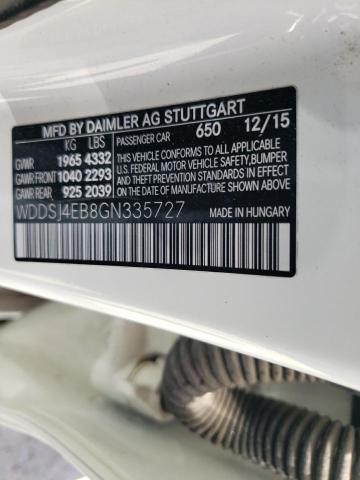 MFD BY DAIMLER AG STUTTGART
KG LBS PASSENGER CAR 650 12/15
GVWR 1965 4332
GAWR FRONT 1040 2293
GAWR REAR 925 2039
THIS VEHICLE CONFORMS TO ALL APPLICABLE
U.S. FEDERAL MOTOR VEHICLE SAFETY, BUMPER
AND THEFT PREVENTION STANDARDS IN EFFECT
ON THE DATE OF MANUFACTURE SHOWN ABOVE.
WDDSJ4EB8GN335727 MADE IN HUNGARY